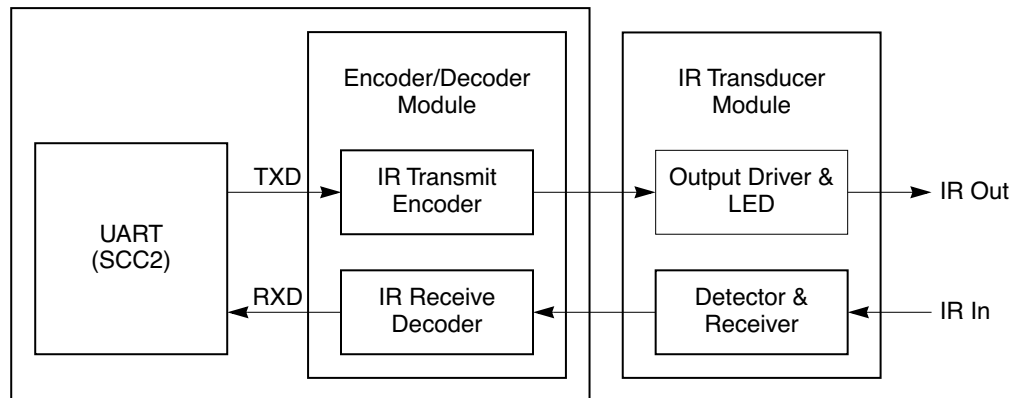 Encoder/Decoder
Module
IR Transducer
Module
UART
(SCC2)
TXD
IR Transmit
Encoder
Output Driver &
LED
IR Out
RXD
IR Receive
Decoder
Detector &
Receiver
IR In